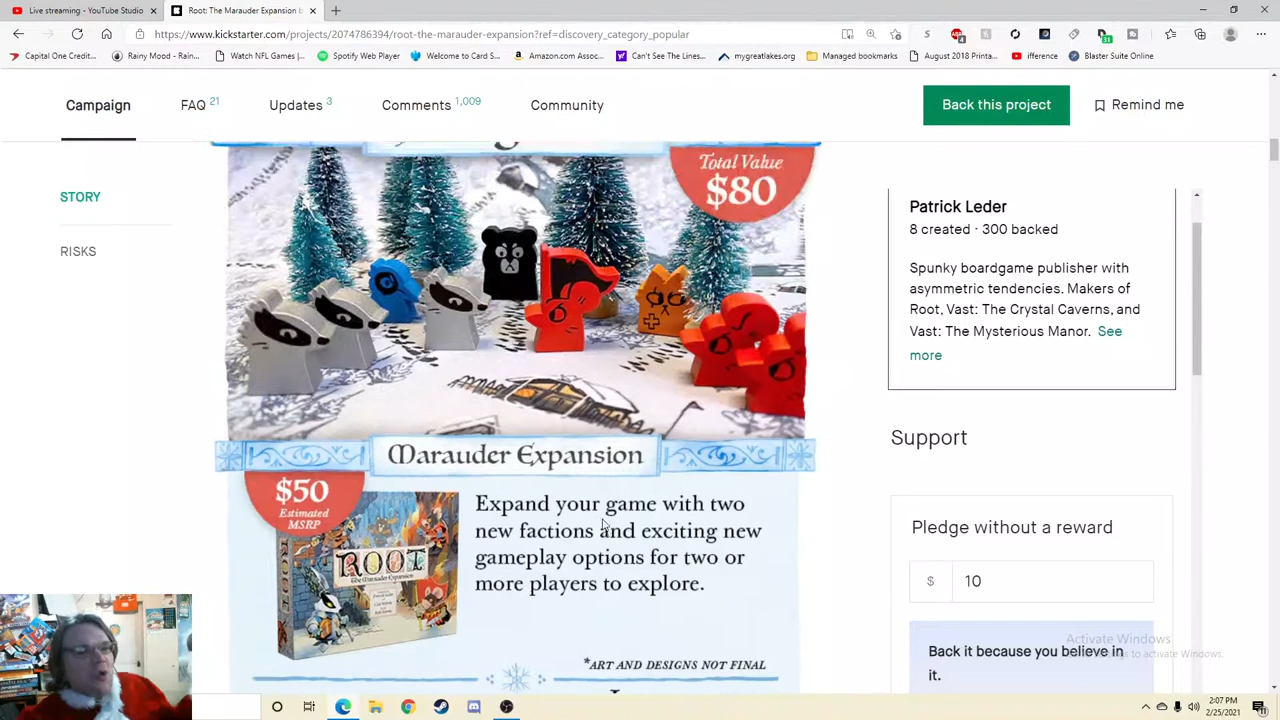 Live streaming - YouTube Studio
Root: The Marauder Expansion b
https://www.kickstarter.com/projects/2074786394/root-the-marauder-expansion?ref=discovery_category_popular
Capital One Credit...
Rainy Mood - Rain...
Watch NFL Games |...
Spotify Web Player
Welcome to Card S...
Amazon.com Assoc...
Can't See The Lines...
mygreatlakes.org
Managed bookmarks
August 2018 Printa...
ifference
Blaster Suite Online
Campaign
FAQ 21
Updates 3
Comments 1,009
Community
Back this project
Remind me
STORY
RISKS
Total Value
$80
Marauder Expansion
$50
Estimated
MSRP
ROOT
The Marauder Expansion
Expand your game with two
new factions and exciting new
gameplay options for two or
more players to explore.
*ART AND DESIGNS NOT FINAL
Patrick Leder
8 created · 300 backed
Spunky boardgame publisher with
asymmetric tendencies. Makers of
Root, Vast: The Crystal Caverns, and
Vast: The Mysterious Manor. See
more
Support
Pledge without a reward
$ 10
Back it because you believe in
it.
Activate Windows
to activate Windows.
2:07 PM
2/25/2021